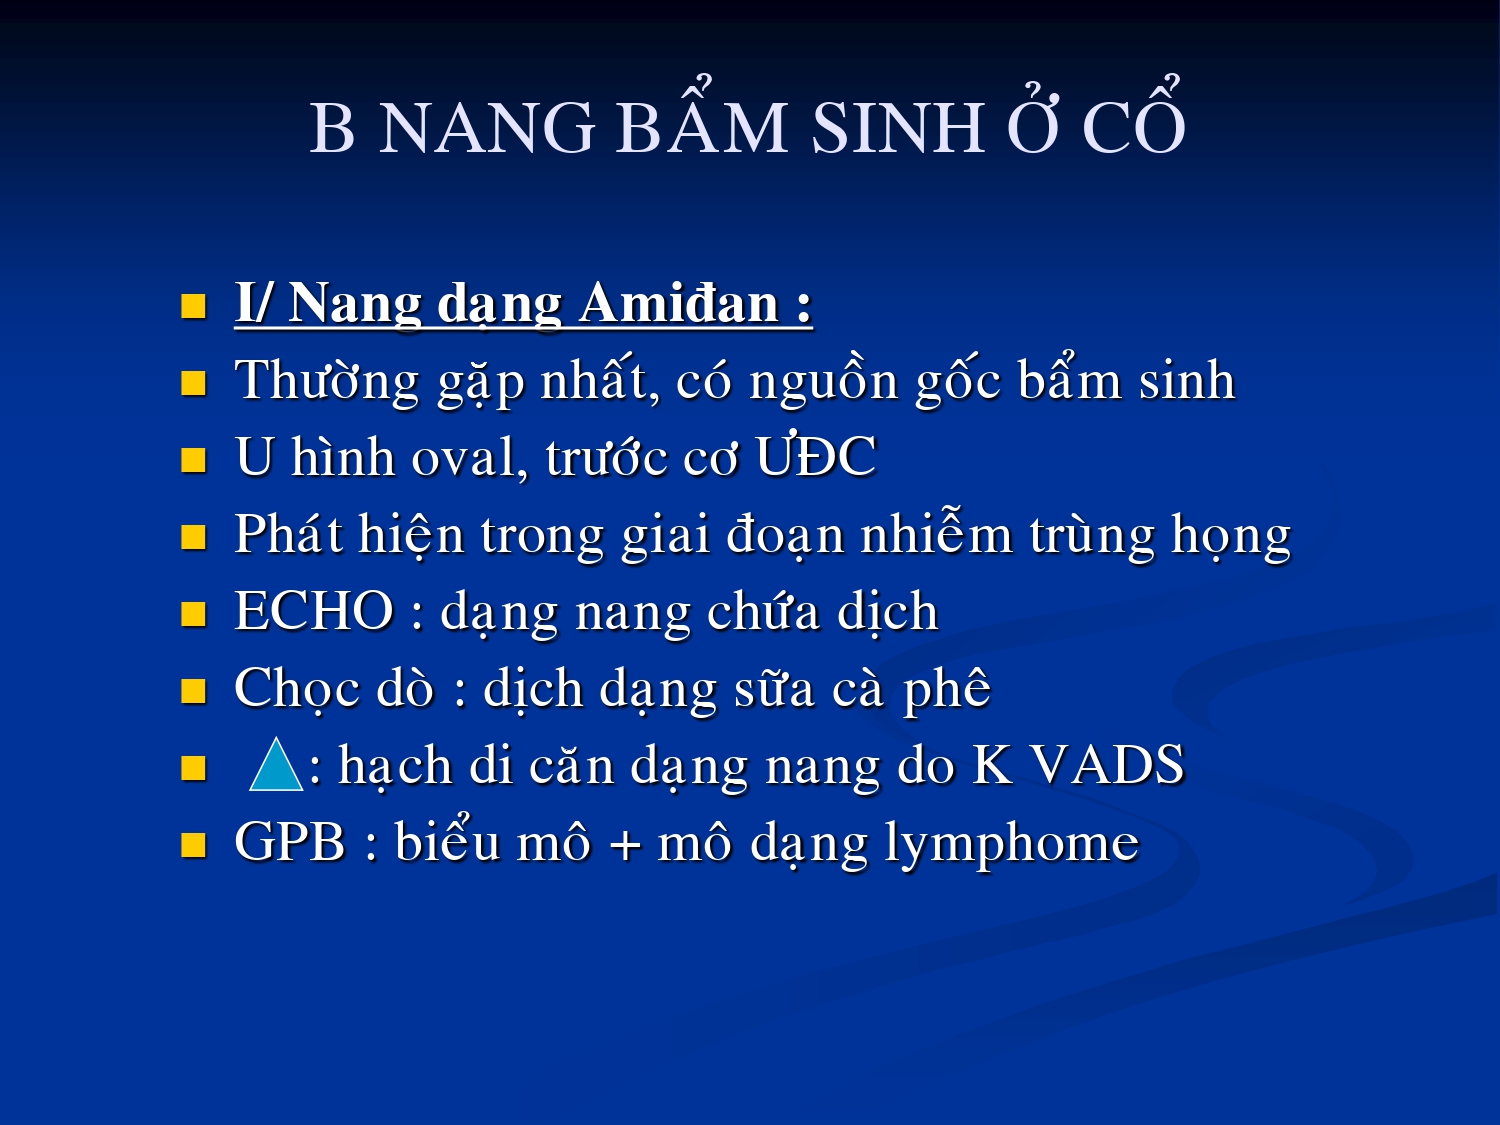 B NANG BẨM SINH Ở CỔ
I/ Nang dạng Amiđan :
Thường gặp nhất, có nguồn gốc bẩm sinh
U hình oval, trước cơ ƯĐC
Phát hiện trong giai đoạn nhiễm trùng họng
ECHO : dạng nang chứa dịch
Chọc dò : dịch dạng sữa cà phê
: hạch di căn dạng nang do K VADS
GPB : biểu mô + mô dạng lymphome